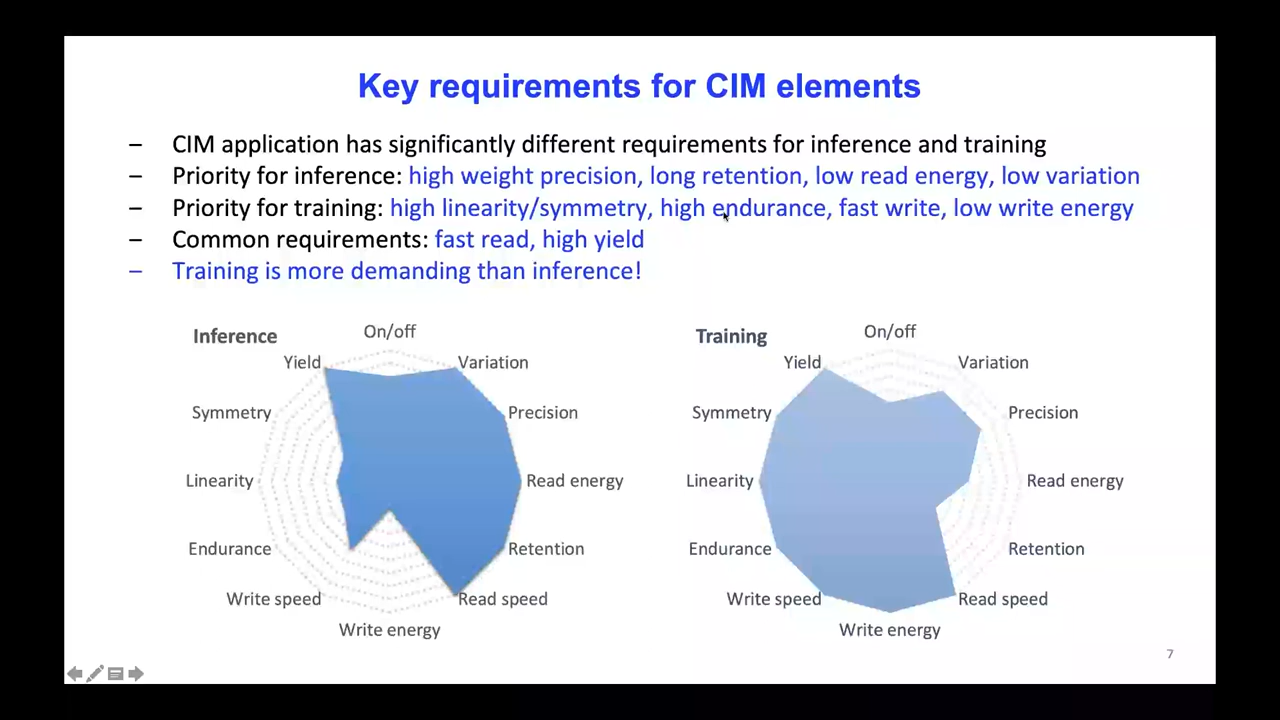 Key requirements for CIM elements
– CIM application has significantly different requirements for inference and training
– Priority for inference: high weight precision, long retention, low read energy, low variation
– Priority for training: high linearity/symmetry, high endurance, fast write, low write energy
– Common requirements: fast read, high yield
– Training is more demanding than inference!
Inference
On/off
Yield
Variation
Symmetry
Precision
Linearity
Read energy
Endurance
Retention
Write speed
Read speed
Write energy
Training
On/off
Yield
Variation
Symmetry
Precision
Linearity
Read energy
Endurance
Retention
Write speed
Read speed
Write energy
7